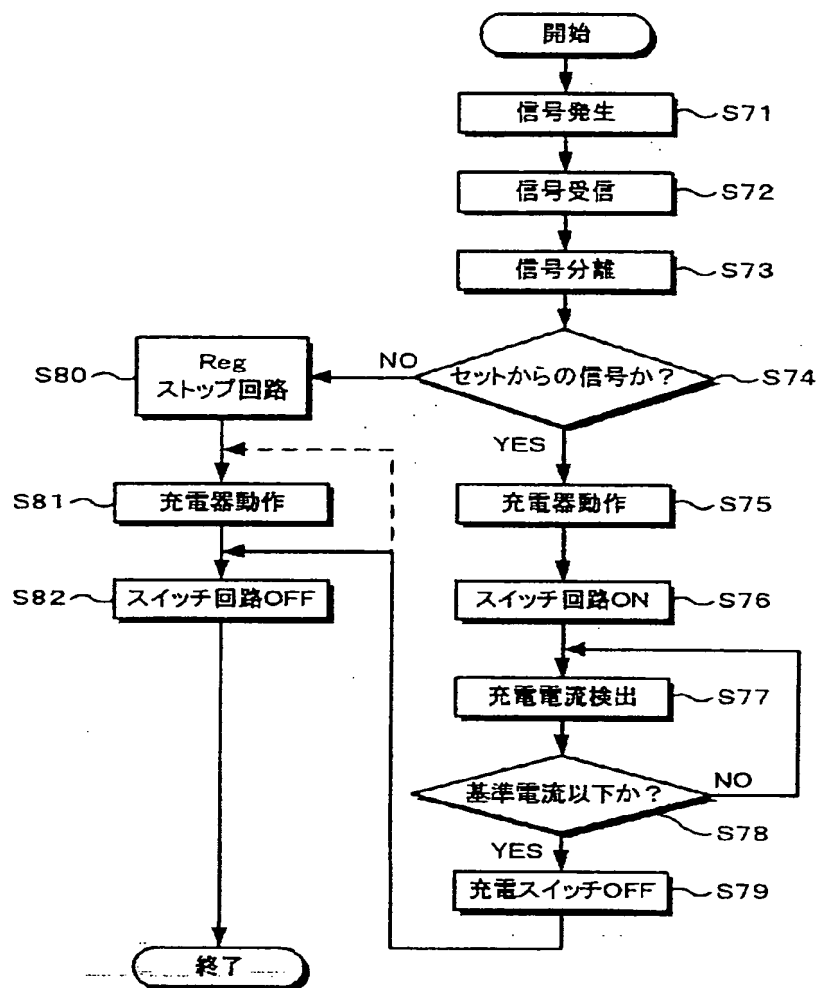 開始
信号発生
S71
信号受信
S72
信号分離
S73
セットからの信号か?
S74
NO
YES
Reg
ストップ回路
S80
充電器動作
S81
充電器動作
S75
スイッチ回路OFF
S82
スイッチ回路ON
S76
充電電流検出
S77
基準電流以下か?
NO
S78
YES
充電スイッチOFF
S79
終了